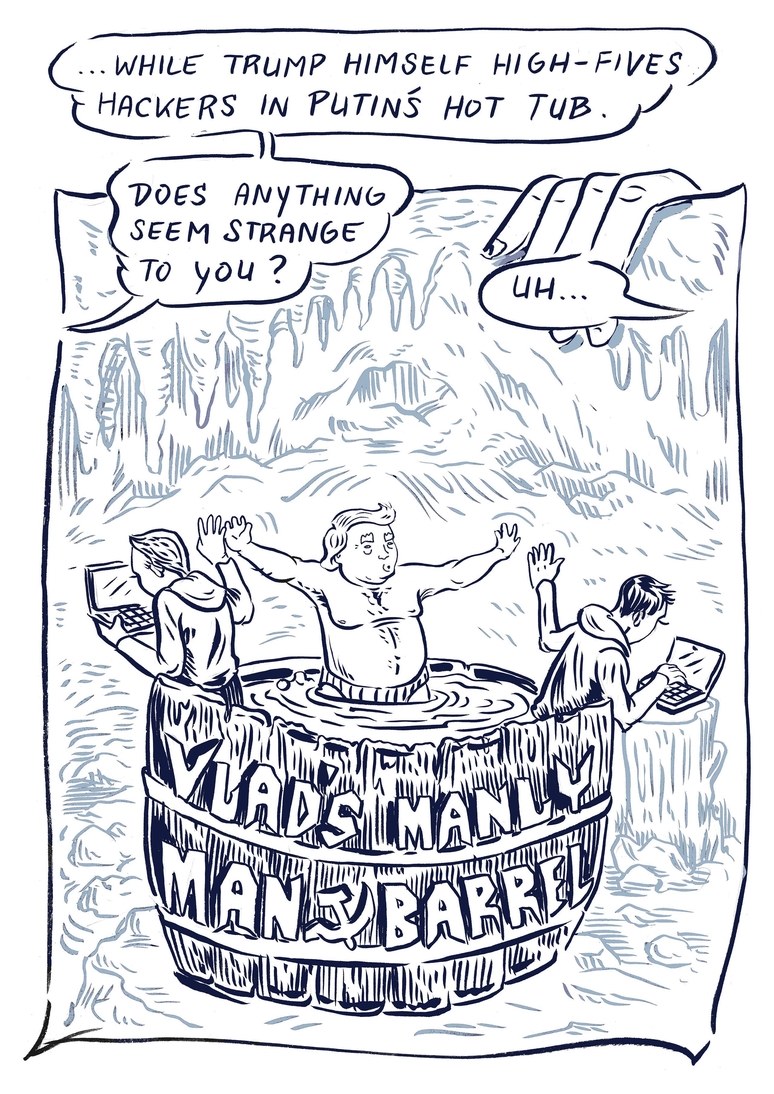 ...WHILE TRUMP HIMSELF HIGH-FIVES
HACKERS IN PUTIN'S HOT TUB.
DOES ANYTHING
SEEM STRANGE
TO YOU?
UH...
VLAD'S MANLY
MAN BARREL